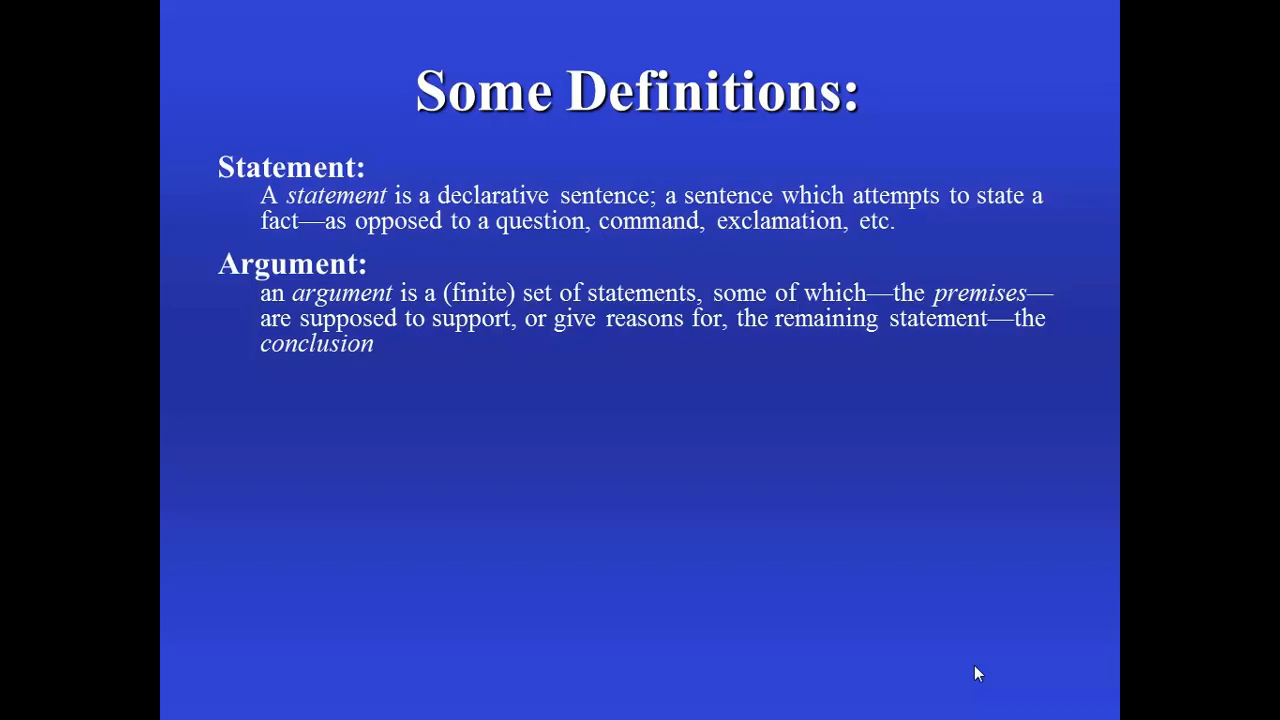 Some Definitions:
Statement:
A statement is a declarative sentence; a sentence which attempts to state a
fact—as opposed to a question, command, exclamation, etc.
Argument:
an argument is a (finite) set of statements, some of which—the premises—
are supposed to support, or give reasons for, the remaining statement—the
conclusion